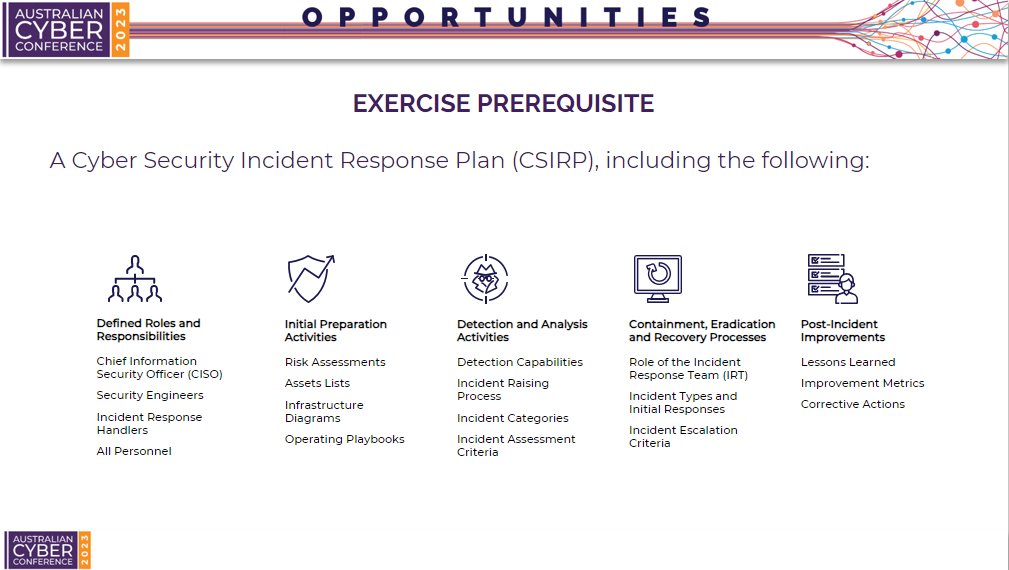 AUSTRALIAN
CYBER
CONFERENCE
2023
OPPORTUNITIES
EXERCISE PREREQUISITE
A Cyber Security Incident Response Plan (CSIRP), including the following:
Defined Roles and
Responsibilities
Chief Information
Security Officer (CISO)
Security Engineers
Incident Response
Handlers
All Personnel
Initial Preparation
Activities
Risk Assessments
Assets Lists
Infrastructure
Diagrams
Operating Playbooks
Detection and Analysis
Activities
Detection Capabilities
Incident Raising
Process
Incident Categories
Incident Assessment
Criteria
Containment, Eradication
and Recovery Processes
Role of the Incident
Response Team (IRT)
Incident Types and
Initial Responses
Incident Escalation
Criteria
Post-Incident
Improvements
Lessons Learned
Improvement Metrics
Corrective Actions
AUSTRALIAN
CYBER
CONFERENCE
2023